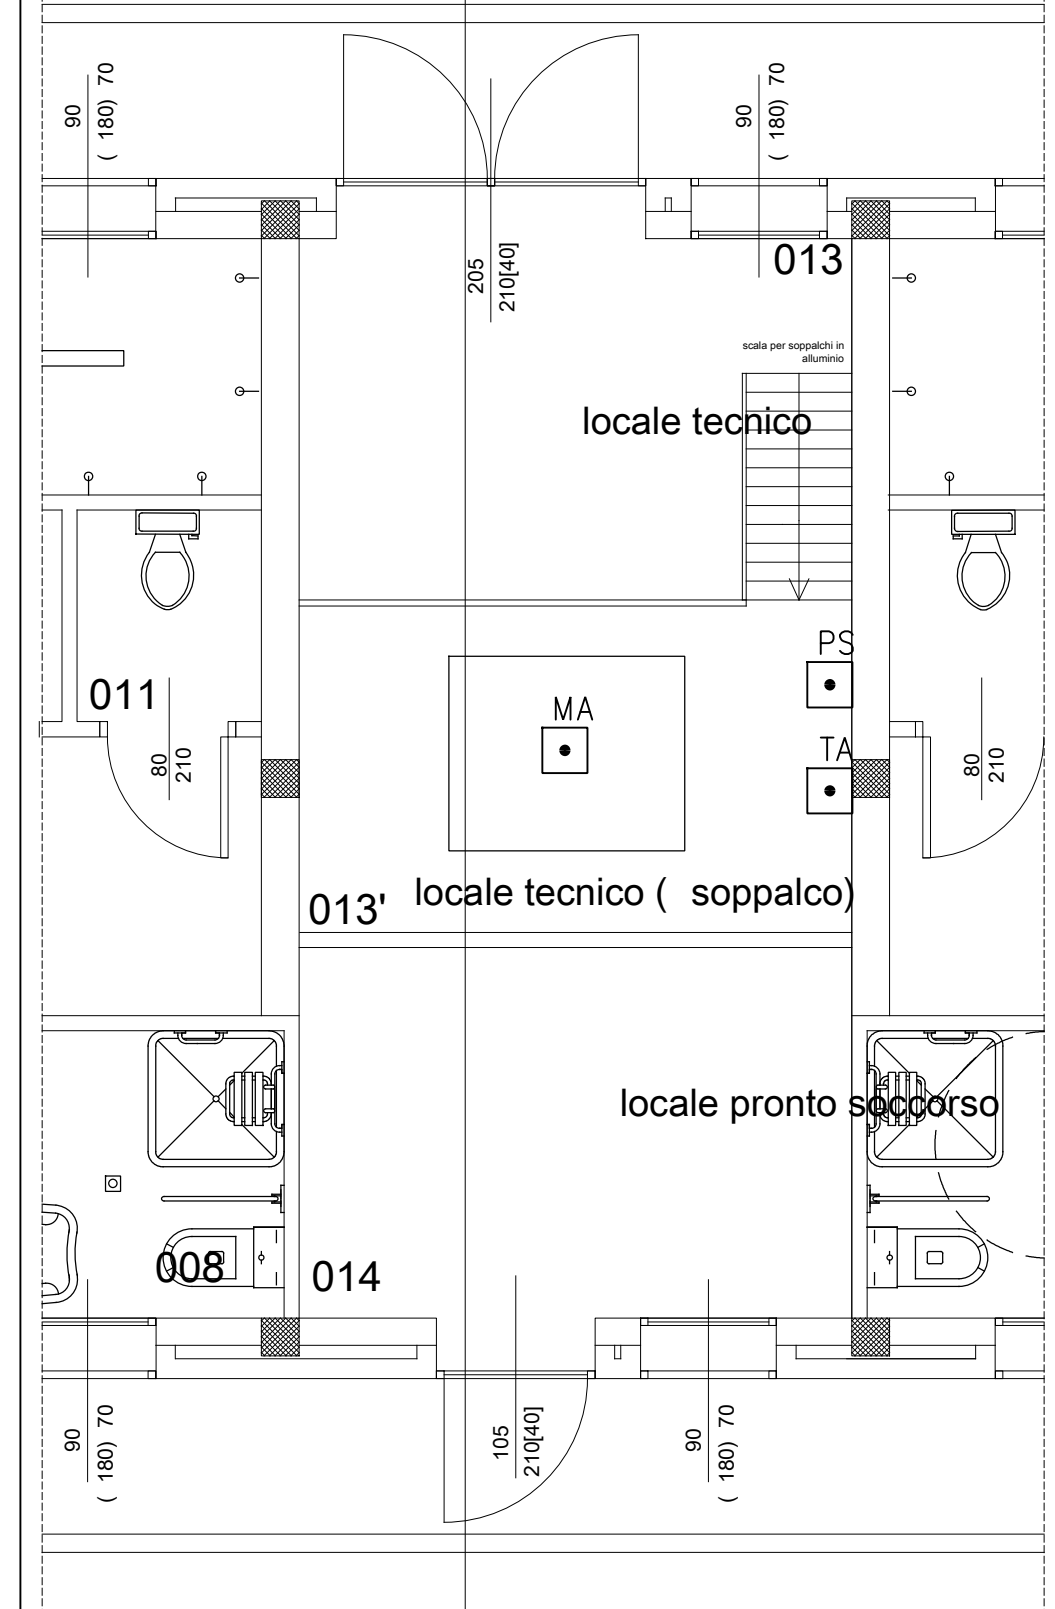 90
( 180) 70
90
( 180) 70
205
210[40]
013
scala per soppalchi in
alluminio
locale tecnico
PS
011
MA
TA
80
210
80
210
013'
locale tecnico ( soppalco)
locale pronto soccorso
008
014
90
( 180) 70
105
210[40]
90
( 180) 70